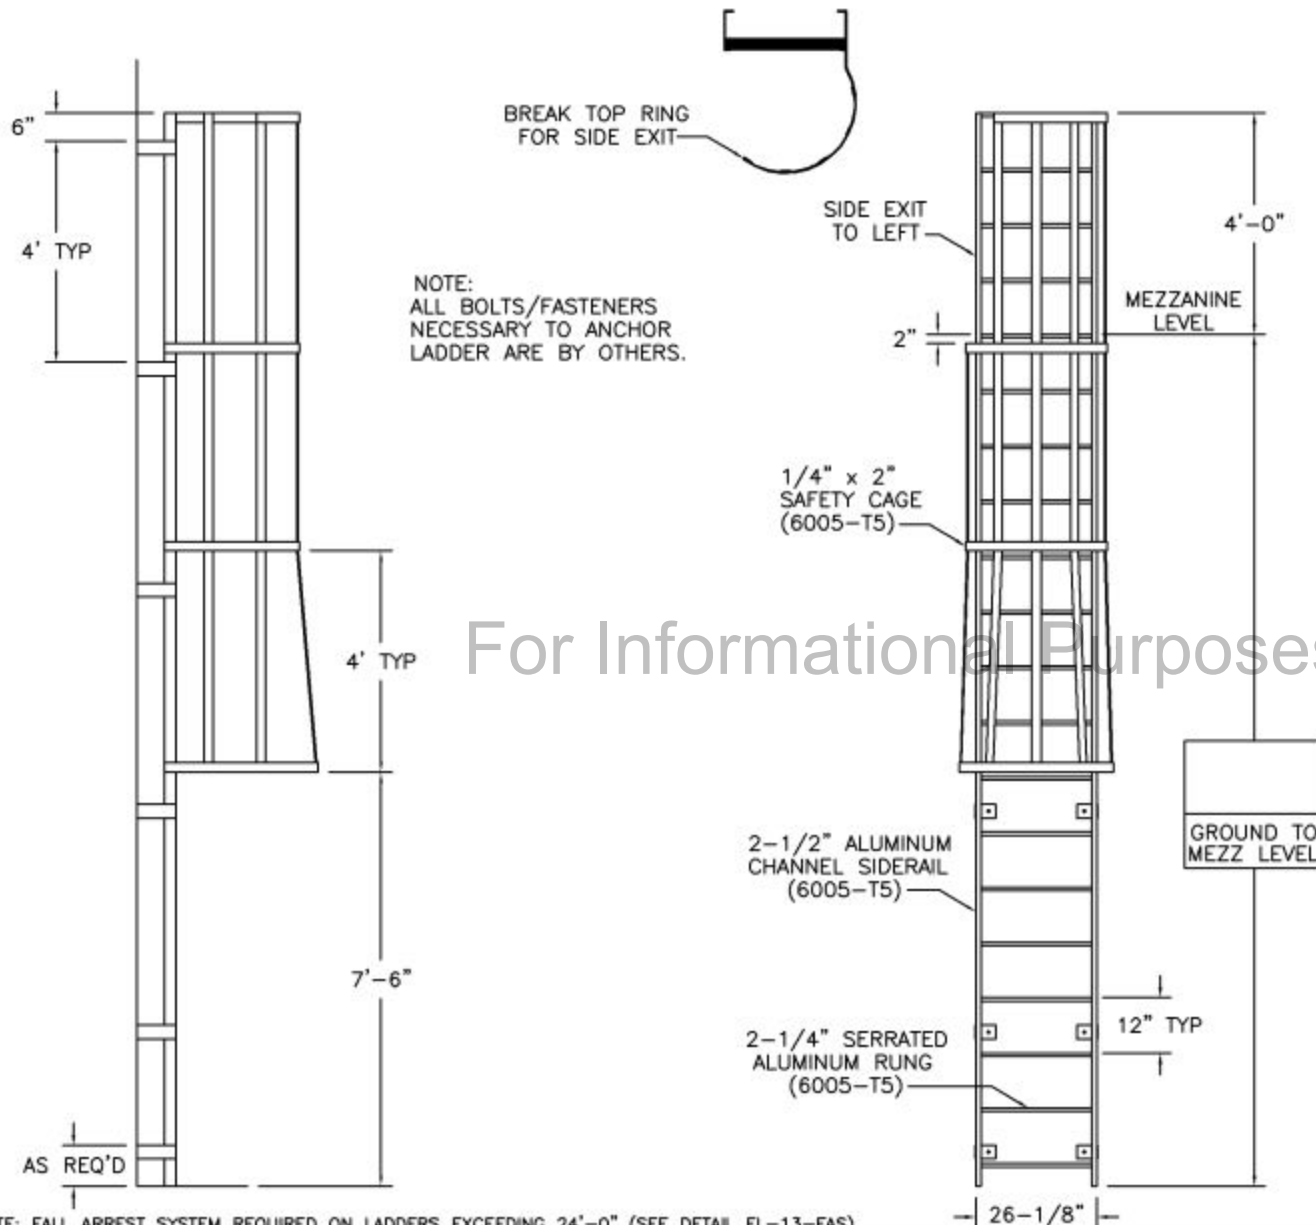 6"
4' TYP
BREAK TOP RING
FOR SIDE EXIT
NOTE:
ALL BOLTS/FASTENERS
NECESSARY TO ANCHOR
LADDER ARE BY OTHERS.
SIDE EXIT
TO LEFT
4'-0"
MEZZANINE
LEVEL
2"
1/4" x 2"
SAFETY CAGE
(6005-T5)
4' TYP
For Informational Purposes
GROUND TO
MEZZ LEVEL
2-1/2" ALUMINUM
CHANNEL SIDERAIL
(6005-T5)
7'-6"
12" TYP
2-1/4" SERRATED
ALUMINUM RUNG
(6005-T5)
AS REQ'D
26-1/8"
TE: FALL ARREST SYSTEM REQUIRED ON LADDERS EXCEEDING 24'-0" (SEE DETAIL FL-13-FAS)